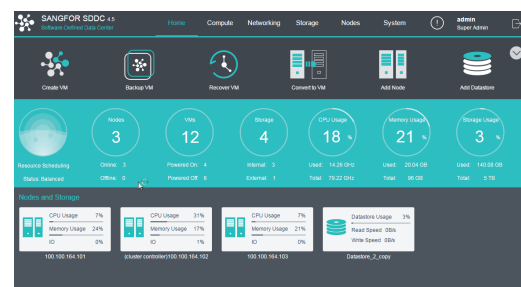 SANGFOR SDDC 4.5
Software Defined Data Center
Home Compute Networking Storage Nodes System
admin
Super Admin
Create VM Backup VM Recover VM Convert to VM Add Node Add Datastore
Nodes VMs Storage CPU Usage Memory Usage Storage Usage
3 12 4 18 % 21 % 3 %
Resource Scheduling Online: 3 Powered On: 4 Internal: 3 Used: 14.26 GHz Used: 20.04 GB Used: 140.08 GB
Status: Balanced Offline: 0 Powered Off: 8 External: 1 Total: 79.22 GHz Total: 96 GB Total: 5 TB
Nodes and Storage
CPU Usage 7% CPU Usage 31% CPU Usage 7% Datastore Usage 3%
Memory Usage 24% Memory Usage 17% Memory Usage 21% Read Speed 0B/s
IO 0% IO 1% IO 0% Write Speed 0B/s
100.100.164.101 (cluster controller)100.100.164.102 100.100.164.103 Datastore_2_copy